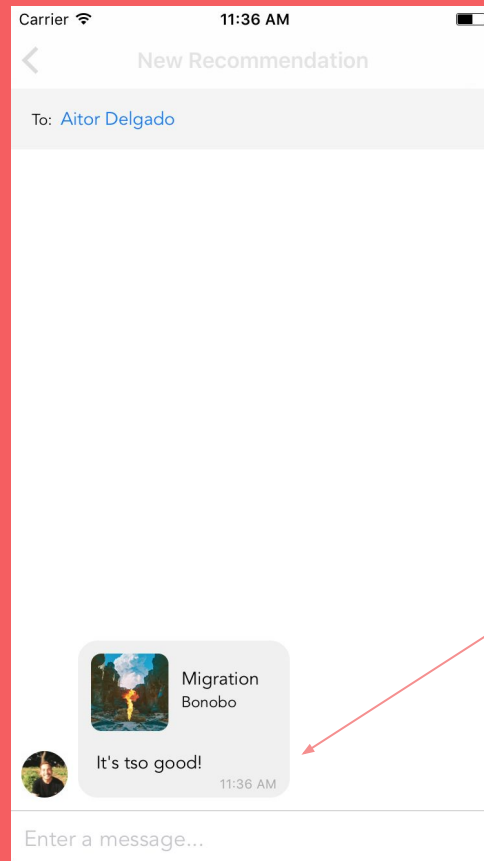 Carrier 11:36 AM
New Recommendation
To: Aitor Delgado
Migration
Bonobo
It's tso good!
11:36 AM
Enter a message...